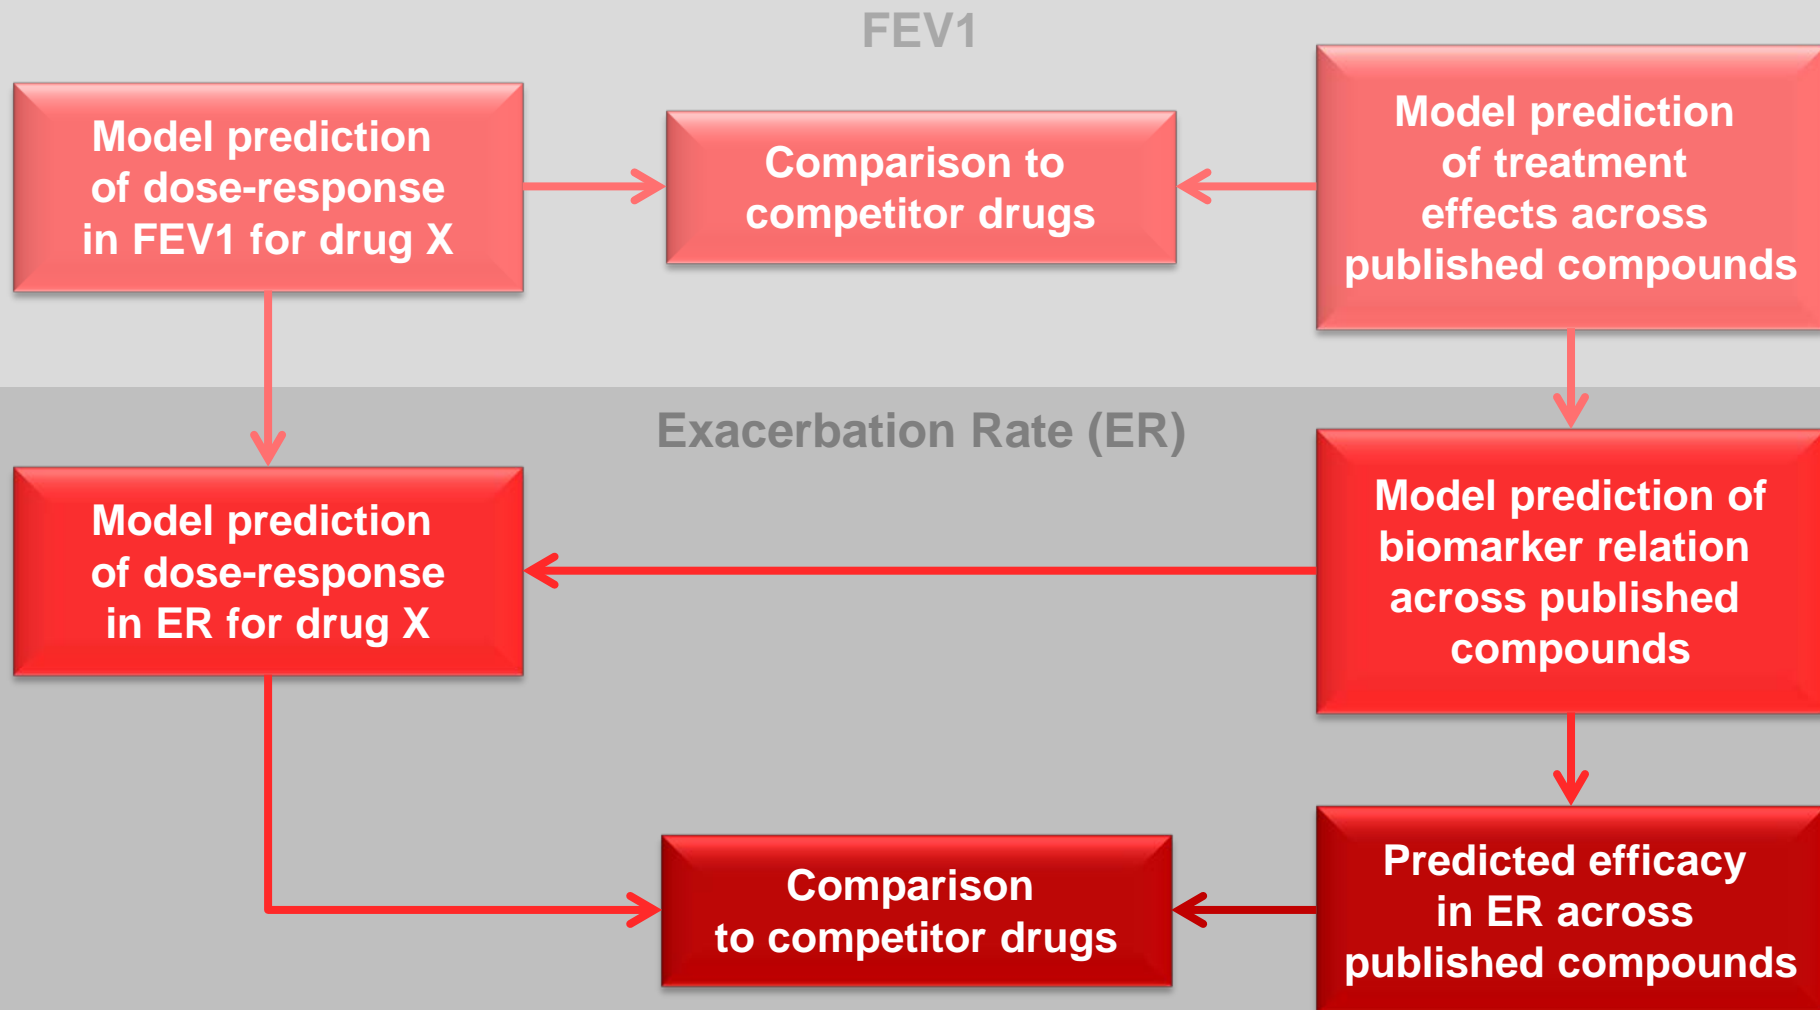 FEV1
Model prediction
of dose-response
in FEV1 for drug X
Comparison to
competitor drugs
Model prediction
of treatment
effects across
published compounds
Exacerbation Rate (ER)
Model prediction
of dose-response
in ER for drug X
Model prediction of
biomarker relation
across published
compounds
Comparison
to competitor drugs
Predicted efficacy
in ER across
published compounds